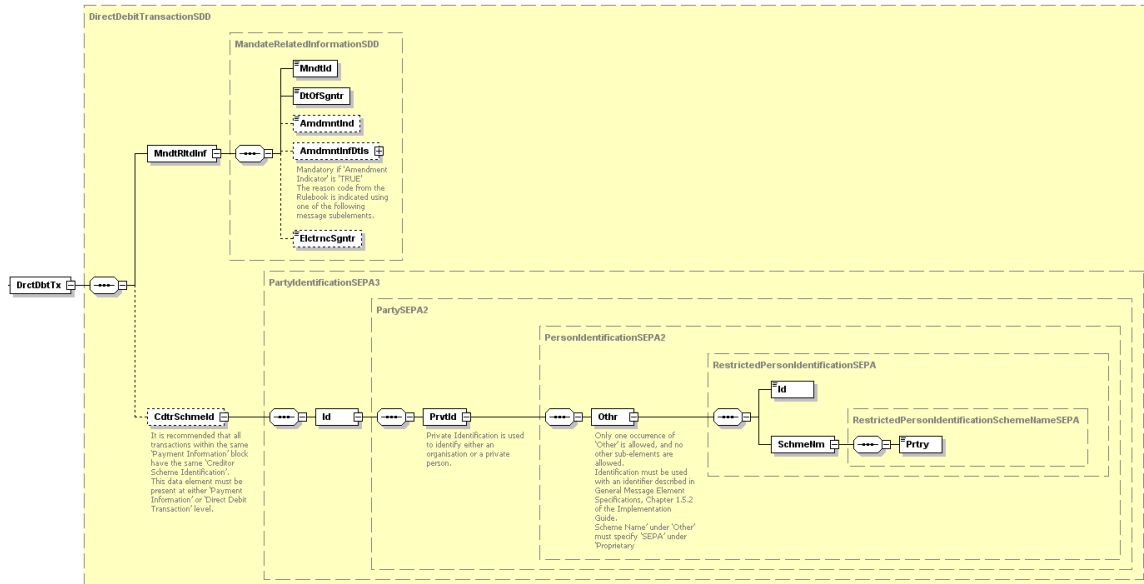 DirectDebitTransactionSDD
MandateRelatedInformationSDD
MndtId
DtOfSgntr
AmdmntInd
MndtRltdInf
AmdmntInfDtls
Mandatory if 'Amendment
Indicator' is 'TRUE'
The reason code from the
Rulebook is indicated using
one of the following
message subelements.
ElctrncSgntr
DrctDbtTx
PartyIdentificationSEPA3
PartySEPA2
PersonIdentificationSEPA2
RestrictedPersonIdentificationSEPA
Id
CdtrSchmeId
It is recommended that all
transactions within the same
'Payment Information' block
have the same 'Creditor
Scheme Identification'.
This data element must be
present at either 'Payment
Information' or 'Direct Debit
Transaction' level.
Id
PrvtId
Private Identification is used
to identify either an
organisation or a private
person.
Othr
Only one occurrence of
'Other' is allowed, and no
other sub-elements are
allowed.
Identification must be used
with an identifier described in
General Message Element
Specifications, Chapter 1.5.2
of the Implementation
Guide.
Scheme Name' under 'Other'
must specify 'SEPA' under
'Proprietary
RestrictedPersonIdentificationSchemeNameSEPA
SchmeNm
Prtry